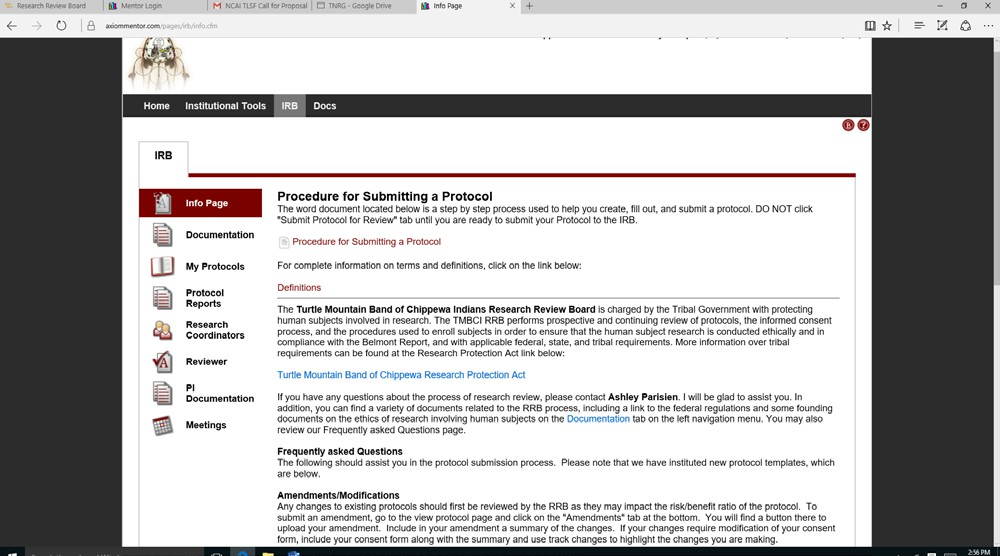 Research Review Board
Mentor Login
NCAI TLSF Call for Proposal
TNRG - Google Drive
Info Page
axiommentor.com/pages/irb/info.cfm
Home Institutional Tools IRB Docs
IRB
Info Page
Documentation
My Protocols
Protocol
Reports
Research
Coordinators
Reviewer
PI
Documentation
Meetings
Procedure for Submitting a Protocol
The word document located below is a step by step process used to help you create, fill out, and submit a protocol. DO NOT click
"Submit Protocol for Review" tab until you are ready to submit your Protocol to the IRB.
Procedure for Submitting a Protocol
For complete information on terms and definitions, click on the link below:
Definitions
The Turtle Mountain Band of Chippewa Indians Research Review Board is charged by the Tribal Government with protecting
human subjects involved in research. The TMBCI RRB performs prospective and continuing review of protocols, the informed consent
process, and the procedures used to enroll subjects in order to ensure that the human subject research is conducted ethically and in
compliance with the Belmont Report, and with applicable federal, state, and tribal requirements. More information over tribal
requirements can be found at the Research Protection Act link below:
Turtle Mountain Band of Chippewa Research Protection Act
If you have any questions about the process of research review, please contact Ashley Parisien. I will be glad to assist you. In
addition, you can find a variety of documents related to the RRB process, including a link to the federal regulations and some founding
documents on the ethics of research involving human subjects on the Documentation tab on the left navigation menu. You may also
review our Frequently asked Questions page.
Frequently asked Questions
The following should assist you in the protocol submission process. Please note that we have instituted new protocol templates, which
are below.
Amendments/Modifications
Any changes to existing protocols should first be reviewed by the RRB as they may impact the risk/benefit ratio of the protocol. To
submit an amendment, go to the view protocol page and click on the "Amendments" tab at the bottom. You will find a button there to
upload your amendment. Include in your amendment a summary of the changes. If your changes require modification of your consent
form, include your consent form along with the summary and use track changes to highlight the changes you are making.
2:56 PM